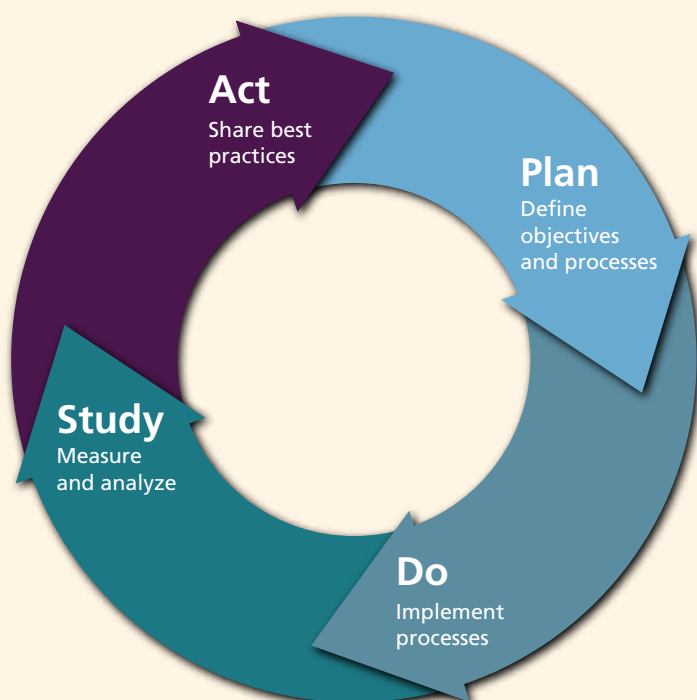 Act
Share best
practices
Plan
Define
objectives
and processes
Do
Implement
processes
Study
Measure
and analyze